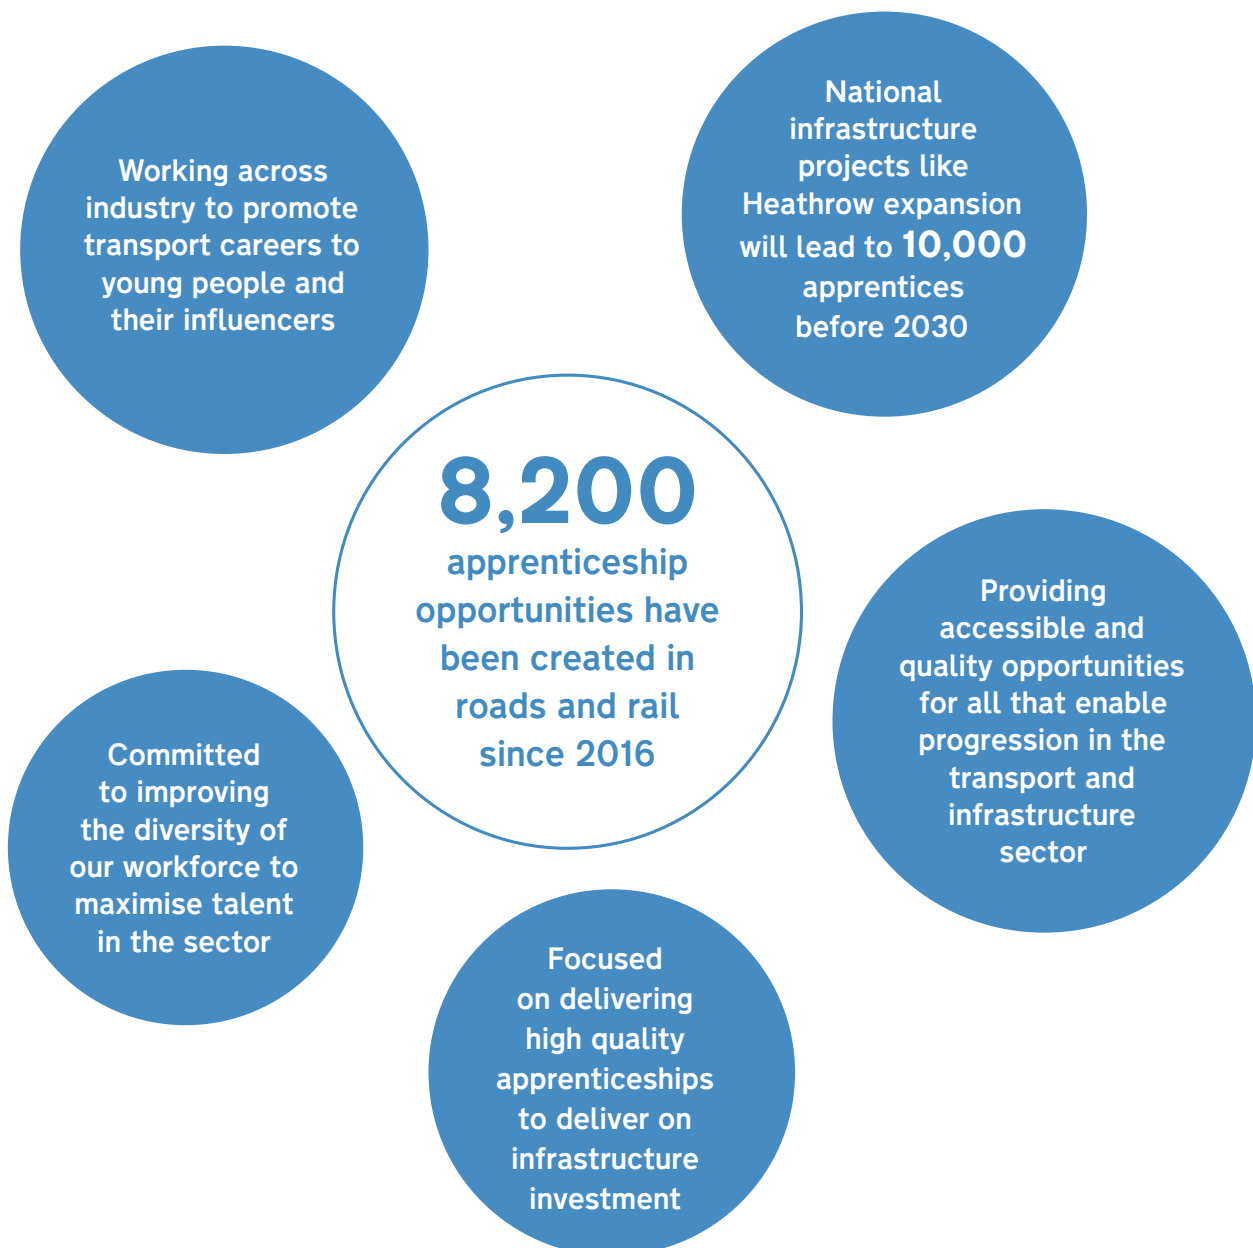 Working across
industry to promote
transport careers to
young people and
their influencers
National
infrastructure
projects like
Heathrow expansion
will lead to 10,000
apprentices
before 2030
8,200
apprenticeship
opportunities have
been created in
roads and rail
since 2016
Providing
accessible and
quality opportunities
for all that enable
progression in the
transport and
infrastructure
sector
Committed
to improving
the diversity of
our workforce to
maximise talent
in the sector
Focused
on delivering
high quality
apprenticeships
to deliver on
infrastructure
investment